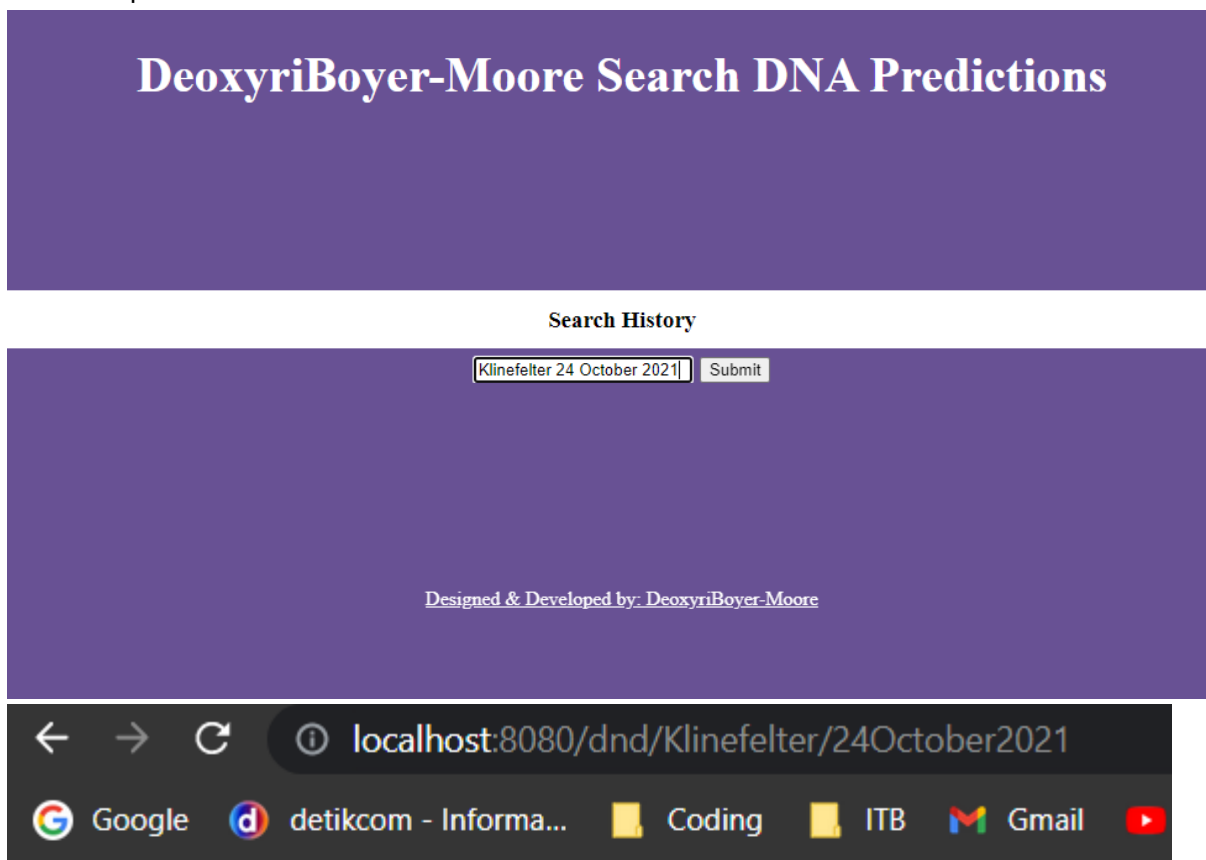 DeoxyriBoyer-Moore Search DNA Predictions
Search History
Klinefelter 24 October 2021 Submit
Designed & Developed by: DeoxyriBoyer-Moore
localhost:8080/dnd/Klinefelter/24October2021
Google detikcom - Informa... Coding ITB Gmail